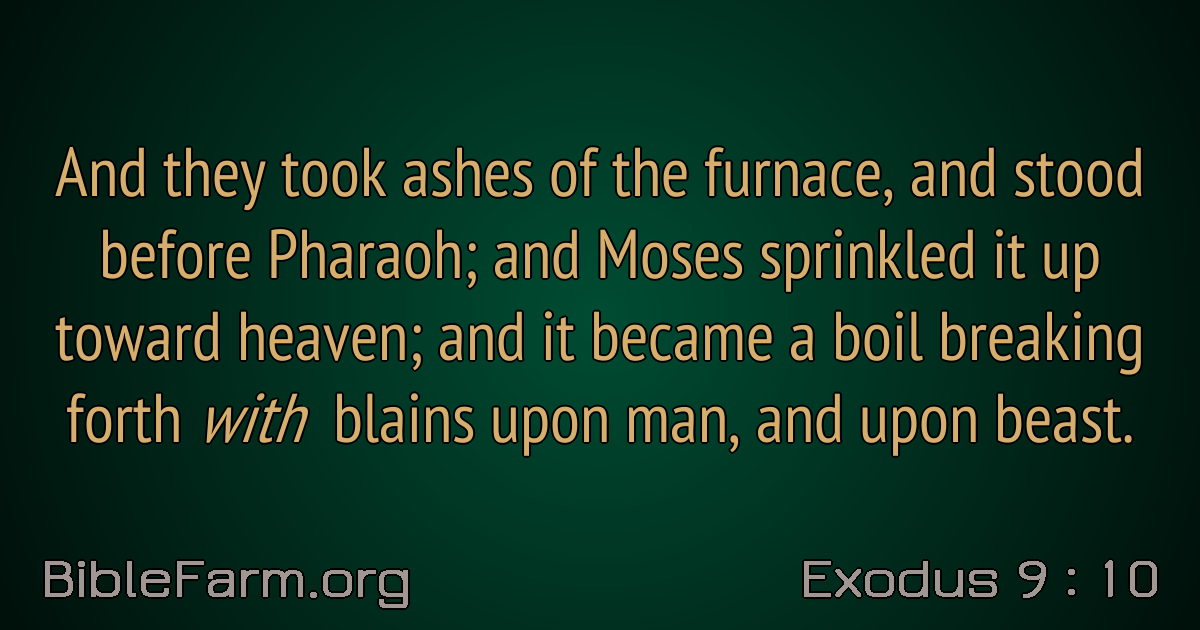 And they took ashes of the furnace, and stood
before Pharaoh; and Moses sprinkled it up
toward heaven; and it became a boil breaking
forth with blains upon man, and upon beast.
BibleFarm.org
Exodus 9 : 10